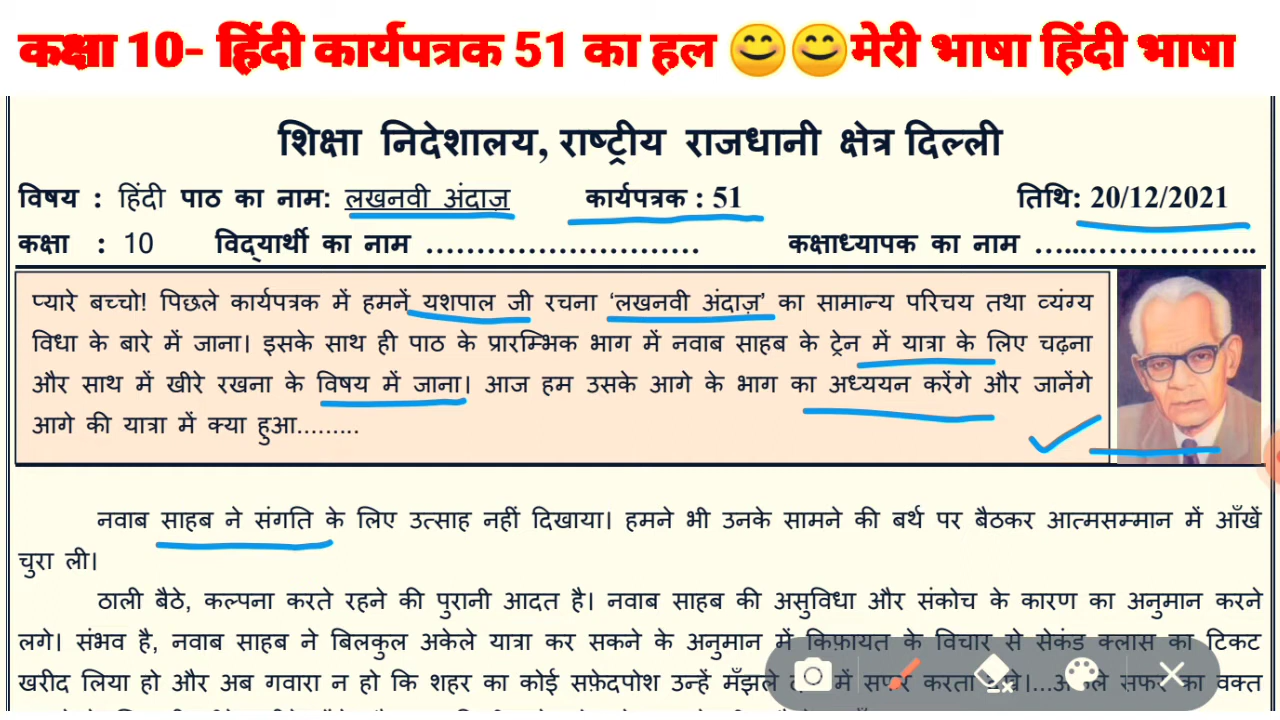 कक्षा 10- हिंदी कार्यपत्रक 51 का हल 😊😊मेरी भाषा हिंदी भाषा
शिक्षा निदेशालय, राष्ट्रीय राजधानी क्षेत्र दिल्ली
विषय : हिंदी पाठ का नाम: लखनवी अंदाज़ कार्यपत्रक : 51 तिथि: 20/12/2021
कक्षा : 10 विद्यार्थी का नाम ........................... कक्षाध्यापक का नाम ........................
प्यारे बच्चो! पिछले कार्यपत्रक में हमनें यशपाल जी रचना ‘लखनवी अंदाज़’ का सामान्य परिचय तथा व्यंग्य
विधा के बारे में जाना। इसके साथ ही पाठ के प्रारम्भिक भाग में नवाब साहब के ट्रेन में यात्रा के लिए चढ़ना
और साथ में खीरे रखना के विषय में जाना। आज हम उसके आगे के भाग का अध्ययन करेंगे और जानेंगे
आगे की यात्रा में क्या हुआ.........
नवाब साहब ने संगति के लिए उत्साह नहीं दिखाया। हमने भी उनके सामने की बर्थ पर बैठकर आत्मसम्मान में आँखें
चुरा ली।
ठाली बैठे, कल्पना करते रहने की पुरानी आदत है। नवाब साहब की असुविधा और संकोच के कारण का अनुमान करने
लगे। संभव है, नवाब साहब ने बिलकुल अकेले यात्रा कर सकने के अनुमान में किफ़ायत के विचार से सेकंड क्लास का टिकट
खरीद लिया हो और अब गवारा न हो कि शहर का कोई सफ़ेदपोश उन्हें मँझले में सफर करता का वक्त